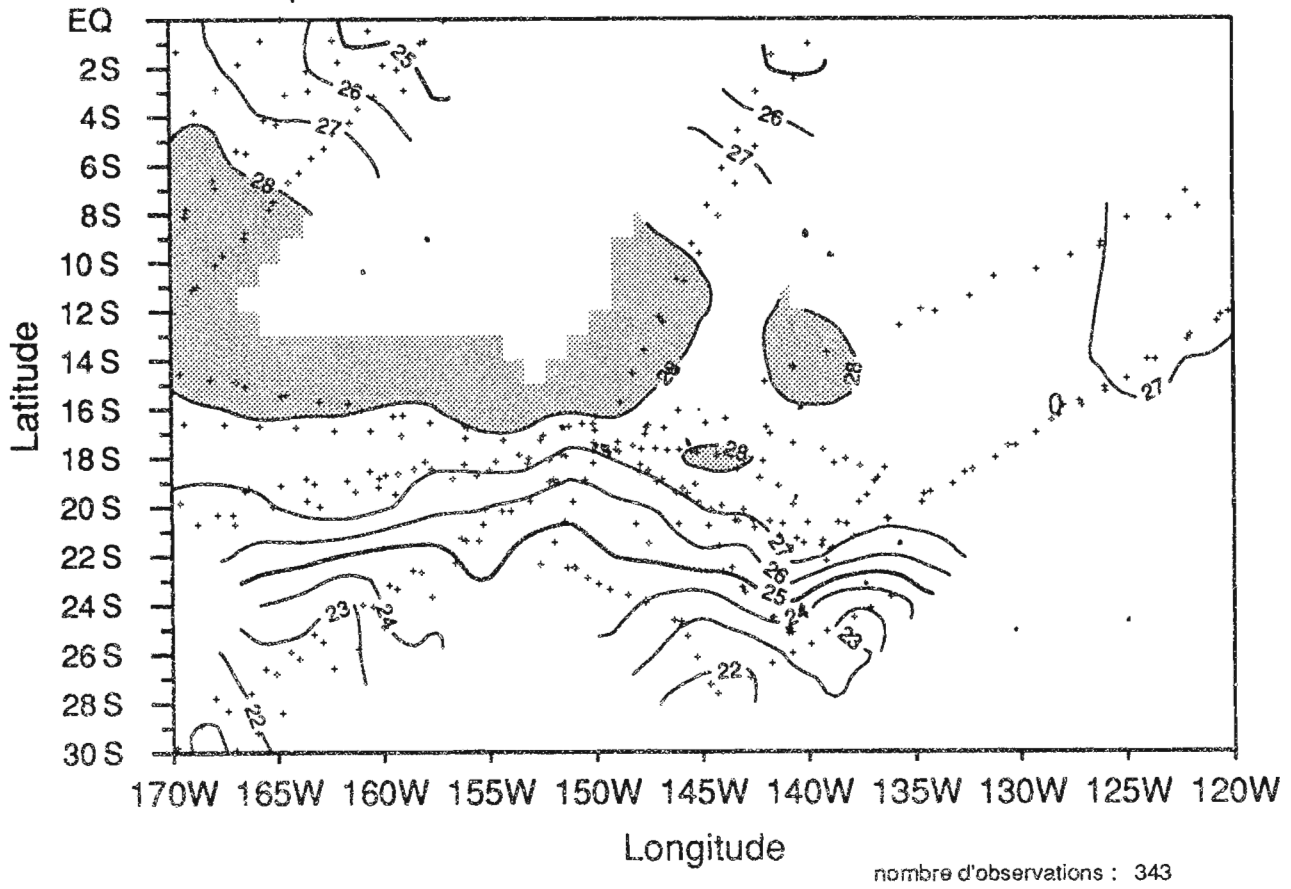 EQ
2S
4S
6S
8S
10S
12S
14S
16S
18S
20S
22S
24S
26S
28S
30S
Latitude
25
26
27
28
26
27
28
28
28
27
27
26
25
24
23
22
23
24
22
170W 165W 160W 155W 150W 145W 140W 135W 130W 125W 120W
Longitude
nombre d'observations : 343